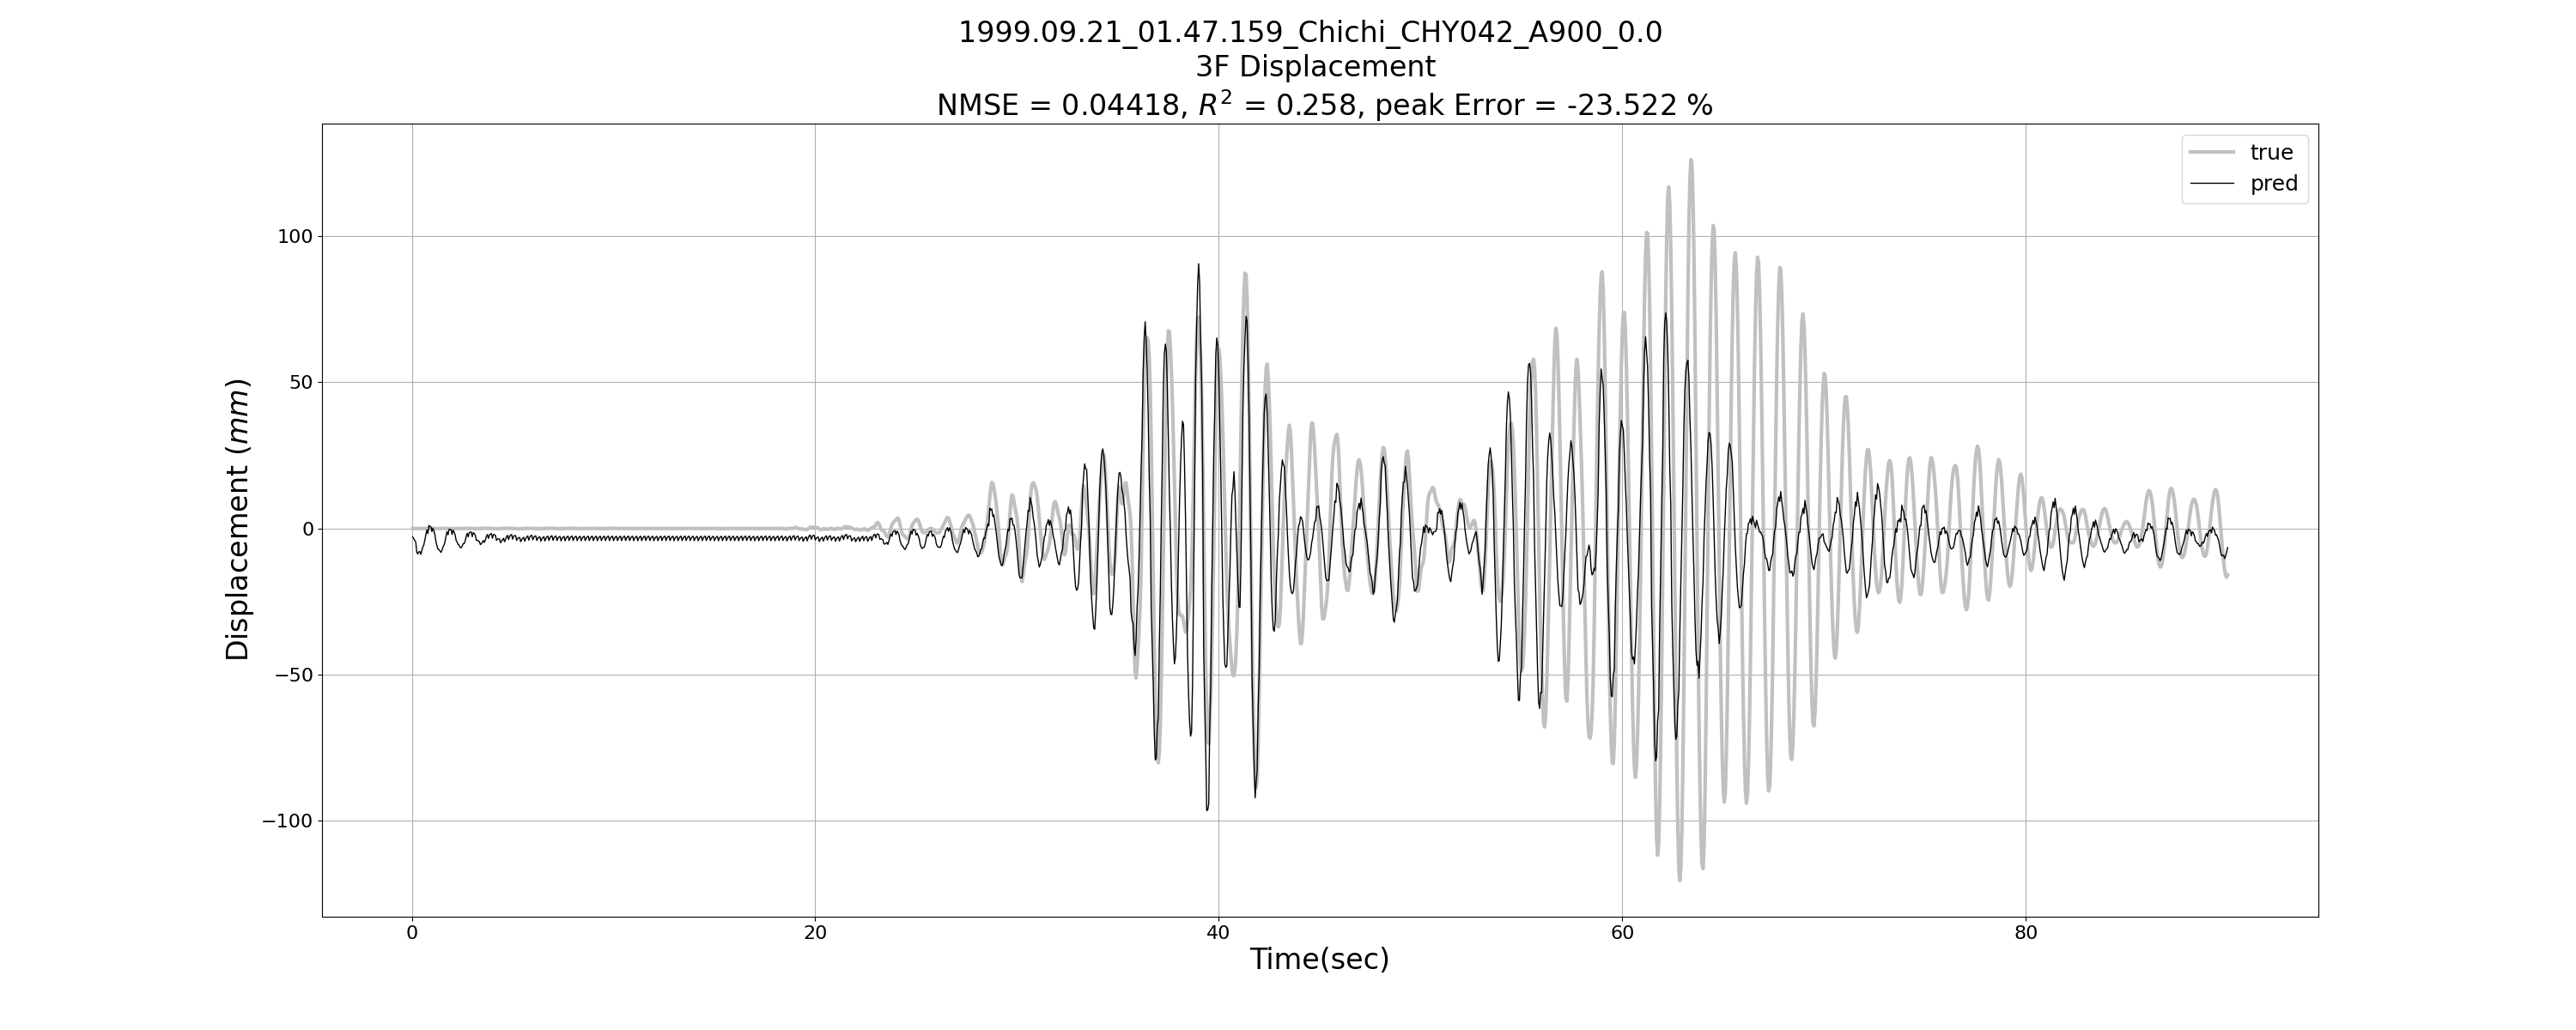 1999.09.21_01.47.159_Chichi_CHY042_A900_0.0
3F Displacement
NMSE = 0.04418, R² = 0.258, peak Error = -23.522 %
true
pred
Displacement (mm)
100
50
0
−50
−100
0 20 40 60 80
Time(sec)